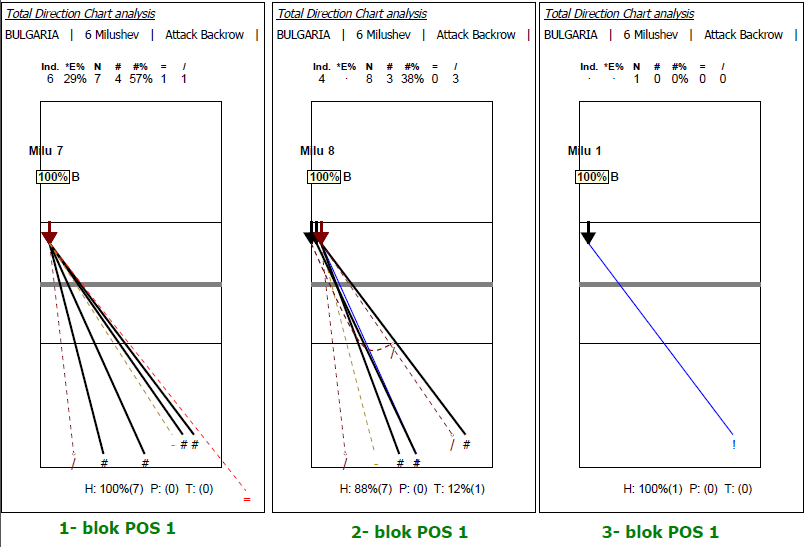 Total Direction Chart analysis
BULGARIA | 6 Milushev | Attack Backrow |
Ind. *E% N # #% = /
6 29% 7 4 57% 1 1
Milu 7
100% B
/ # # - # #
=
H: 100%(7) P: (0) T: (0)
1- blok POS 1
Total Direction Chart analysis
BULGARIA | 6 Milushev | Attack Backrow |
Ind. *E% N # #% = /
4 · 8 3 38% 0 3
Milu 8
100% B
/
/ #
/ - # #
H: 88%(7) P: (0) T: 12%(1)
2- blok POS 1
Total Direction Chart analysis
BULGARIA | 6 Milushev | Attack Backrow |
Ind. *E% N # #% = /
· · 1 0 0% 0 0
Milu 1
100% B
!
H: 100%(1) P: (0) T: (0)
3- blok POS 1